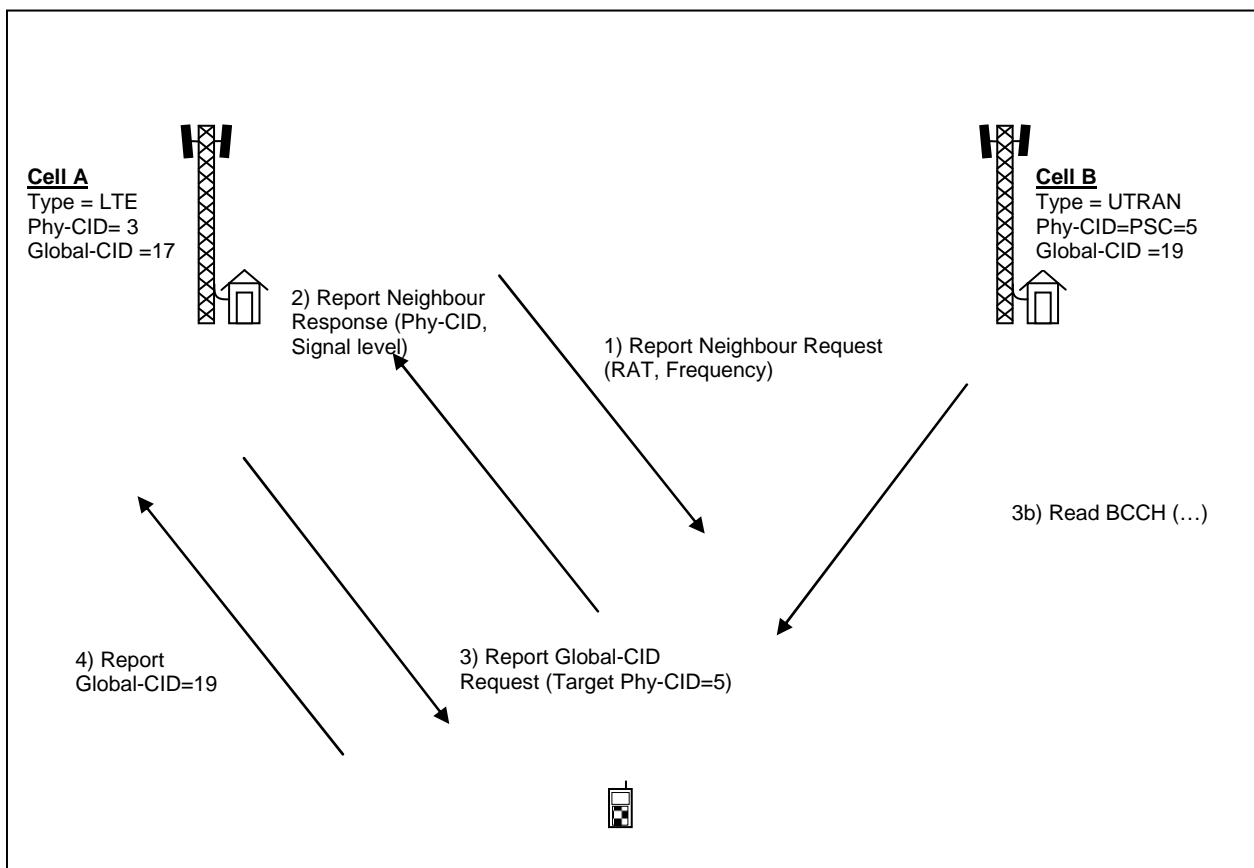 Cell A
Type = LTE
Phy-CID= 3
Global-CID =17
Cell B
Type = UTRAN
Phy-CID=PSC=5
Global-CID =19
2) Report Neighbour
Response (Phy-CID,
Signal level)
1) Report Neighbour Request
(RAT, Frequency)
3b) Read BCCH (…)
4) Report
Global-CID=19
3) Report Global-CID
Request (Target Phy-CID=5)